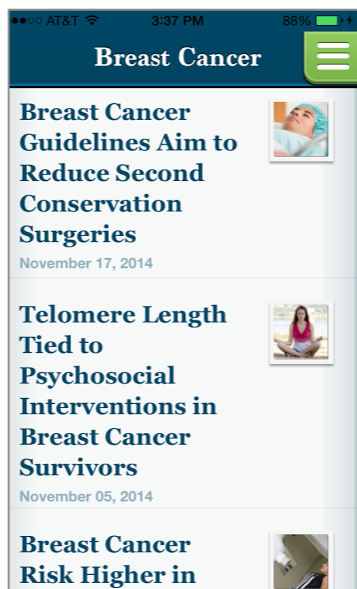 AT&T 3:37 PM 88%
Breast Cancer
Breast Cancer
Guidelines Aim to
Reduce Second
Conservation
Surgeries
November 17, 2014
Telomere Length
Tied to
Psychosocial
Interventions in
Breast Cancer
Survivors
November 05, 2014
Breast Cancer
Risk Higher in